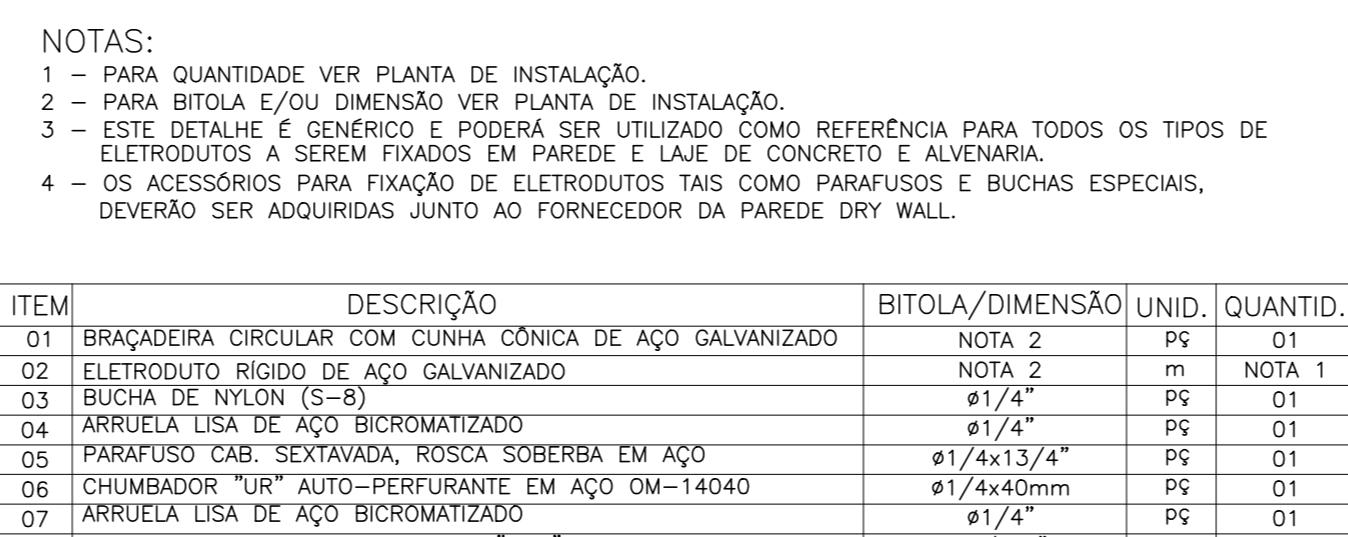 NOTAS:
1 – PARA QUANTIDADE VER PLANTA DE INSTALAÇÃO.
2 – PARA BITOLA E/OU DIMENSÃO VER PLANTA DE INSTALAÇÃO.
3 – ESTE DETALHE É GENÉRICO E PODERÁ SER UTILIZADO COMO REFERÊNCIA PARA TODOS OS TIPOS DE
ELETRODUTOS A SEREM FIXADOS EM PAREDE E LAJE DE CONCRETO E ALVENARIA.
4 – OS ACESSÓRIOS PARA FIXAÇÃO DE ELETRODUTOS TAIS COMO PARAFUSOS E BUCHAS ESPECIAIS,
DEVERÃO SER ADQUIRIDAS JUNTO AO FORNECEDOR DA PAREDE DRY WALL.
ITEM DESCRIÇÃO BITOLA/DIMENSÃO UNID. QUANTID.
01 BRAÇADEIRA CIRCULAR COM CUNHA CÔNICA DE AÇO GALVANIZADO NOTA 2 pç 01
02 ELETRODUTO RÍGIDO DE AÇO GALVANIZADO NOTA 2 m NOTA 1
03 BUCHA DE NYLON (S–8) ø1/4" pç 01
04 ARRUELA LISA DE AÇO BICROMATIZADO ø1/4" pç 01
05 PARAFUSO CAB. SEXTAVADA, ROSCA SOBERBA EM AÇO ø1/4x13/4" pç 01
06 CHUMBADOR "UR" AUTO–PERFURANTE EM AÇO OM–14040 ø1/4x40mm pç 01
07 ARRUELA LISA DE AÇO BICROMATIZADO ø1/4" pç 01